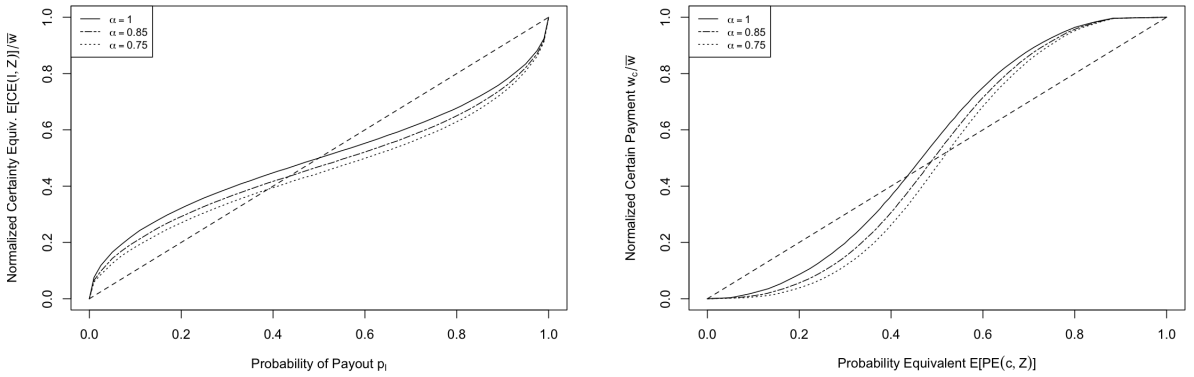 α = 1
α = 0.85
α = 0.75
Normalized Certainty Equiv. E[CE(l, Z)]/w̅
0.0 0.2 0.4 0.6 0.8 1.0
0.0 0.2 0.4 0.6 0.8 1.0
Probability of Payout pₗ
α = 1
α = 0.85
α = 0.75
Normalized Certain Payment w꜀/w̅
0.0 0.2 0.4 0.6 0.8 1.0
0.0 0.2 0.4 0.6 0.8 1.0
Probability Equivalent E[PE(c, Z)]